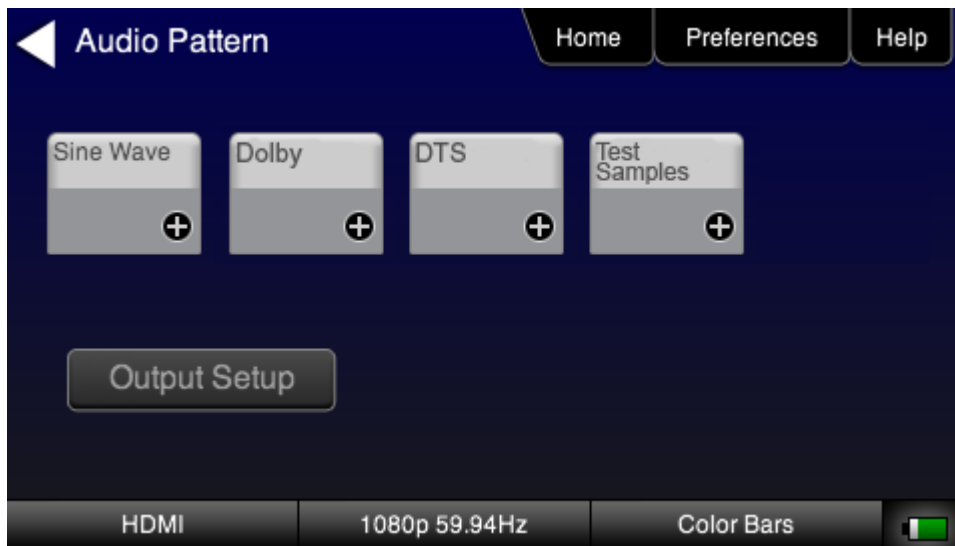 Audio Pattern
Home
Preferences
Help
Sine Wave
Dolby
DTS
Test
Samples
Output Setup
HDMI
1080p 59.94Hz
Color Bars